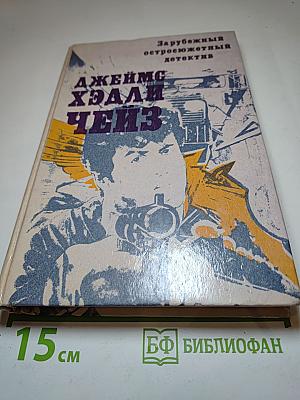 Зарубежный
остросюжетный
детектив
ДЖЕЙМС
ХЭДЛИ
ЧЕЙЗ
15 см
БФ БИБЛИОФАН